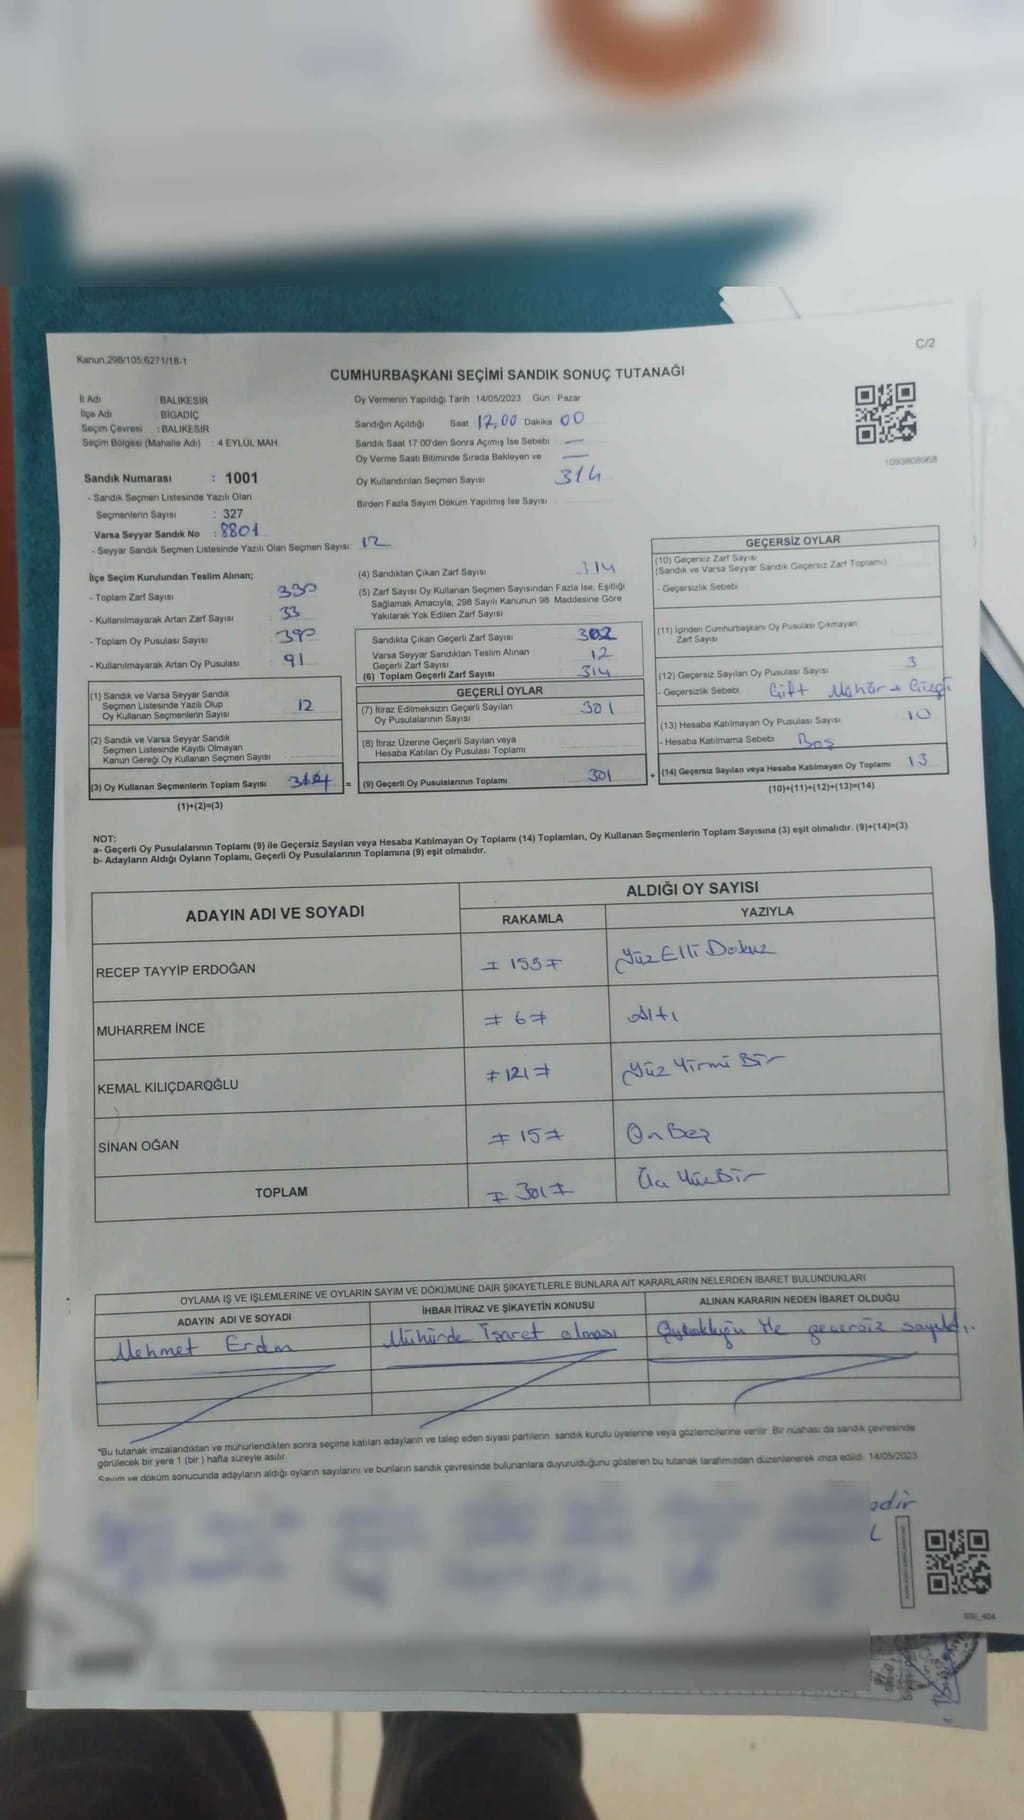 C/2
Kanun 298/105 6271/18-1
CUMHURBAŞKANI SEÇİMİ SANDIK SONUÇ TUTANAĞI
İl Adı BALIKESİR
İlçe Adı BİGADİÇ
Seçim Çevresi : BALIKESİR
Seçim Bölgesi (Mahalle Adı) : 4 EYLÜL MAH.
Oy Vermenin Yapıldığı Tarih : 14/05/2023 Gün : Pazar
Sandığın Açıldığı Saat 17,00 Dakika 00
Sandık Saat 17:00'den Sonra Açılmış İse Sebebi —
Oy Verme Saati Bitiminde Sırada Bekleyen ve —
Oy Kullandırılan Seçmen Sayısı 314
Birden Fazla Sayım Döküm Yapılmış İse Sayısı
1093808968
Sandık Numarası : 1001
- Sandık Seçmen Listesinde Yazılı Olan
Seçmenlerin Sayısı : 327
Varsa Seyyar Sandık No : 8801
- Seyyar Sandık Seçmen Listesinde Yazılı Olan Seçmen Sayısı: 12
İlçe Seçim Kurulundan Teslim Alınan;
- Toplam Zarf Sayısı 330
- Kullanılmayarak Artan Zarf Sayısı 33
- Toplam Oy Pusulası Sayısı 390
- Kullanılmayarak Artan Oy Pusulası 91
(1) Sandık ve Varsa Seyyar Sandık
Seçmen Listesinde Yazılı Olup
Oy Kullanan Seçmenlerin Sayısı 12
(2) Sandık ve Varsa Seyyar Sandık
Seçmen Listesinde Kayıtlı Olmayan
Kanun Gereği Oy Kullanan Seçmen Sayısı
(3) Oy Kullanan Seçmenlerin Toplam Sayısı =
(1)+(2)=(3)
(4) Sandıktan Çıkan Zarf Sayısı 314
(5) Zarf Sayısı Oy Kullanan Seçmen Sayısından Fazla İse, Eşitliği
Sağlamak Amacıyla, 298 Sayılı Kanunun 98. Maddesine Göre
Yakılarak Yok Edilen Zarf Sayısı
Sandıkta Çıkan Geçerli Zarf Sayısı 302
Varsa Seyyar Sandıktan Teslim Alınan
Geçerli Zarf Sayısı 12
(6) Toplam Geçerli Zarf Sayısı 314
GEÇERLİ OYLAR
(7) İtiraz Edilmeksizin Geçerli Sayılan
Oy Pusulalarının Sayısı 301
(8) İtiraz Üzerine Geçerli Sayılan veya
Hesaba Katılan Oy Pusulası Toplamı
(9) Geçerli Oy Pusulalarının Toplamı 301 +
GEÇERSİZ OYLAR
(10) Geçersiz Zarf Sayısı
(Sandık ve Varsa Seyyar Sandık Geçersiz Zarf Toplamı)
- Geçersizlik Sebebi
(11) İçinden Cumhurbaşkanı Oy Pusulası Çıkmayan
Zarf Sayısı
(12) Geçersiz Sayılan Oy Pusulası Sayısı 3
- Geçersizlik Sebebi Çift Mühür + Çizgi
(13) Hesaba Katılmayan Oy Pusulası Sayısı 10
- Hesaba Katılmama Sebebi Boş
(14) Geçersiz Sayılan veya Hesaba Katılmayan Oy Toplamı 13
(10)+(11)+(12)+(13)=(14)
NOT:
a- Geçerli Oy Pusulalarının Toplamı (9) ile Geçersiz Sayılan veya Hesaba Katılmayan Oy Toplamı (14) Toplamları, Oy Kullanan Seçmenlerin Toplam Sayısına (3) eşit olmalıdır. (9)+(14)=(3)
b- Adayların Aldığı Oyların Toplamı, Geçerli Oy Pusulalarının Toplamına (9) eşit olmalıdır.
ADAYIN ADI VE SOYADI ALDIĞI OY SAYISI
RAKAMLA YAZIYLA
RECEP TAYYİP ERDOĞAN 159 Yüz Elli Dokuz
MUHARREM İNCE 6 Altı
KEMAL KILIÇDAROĞLU 121 Yüz Yirmi Bir
SİNAN OĞAN 15 On Beş
TOPLAM 301 Üç Yüz Bir
OYLAMA İŞ VE İŞLEMLERİNE VE OYLARIN SAYIM VE DÖKÜMÜNE DAİR ŞİKAYETLERLE BUNLARA AİT KARARLARIN NELERDEN İBARET BULUNDUKLARI
ADAYIN ADI VE SOYADI İHBAR İTİRAZ VE ŞİKAYETİN KONUSU ALINAN KARARIN NEDEN İBARET OLDUĞU
Mehmet Erdem Mühürde İşaret olması Oyçokluğu ile geçersiz sayıldı.
*Bu tutanak imzalandıktan ve mühürlendikten sonra seçime katılan adayların ve talep eden siyasi partilerin sandık kurulu üyelerine veya gözlemcilerine verilir. Bir nüshası da sandık çevresinde
görülecek bir yere 1 (bir) hafta süreyle asılır.
Sayım ve döküm sonucunda adayların aldığı oyların sayılarını ve bunların sandık çevresinde bulunanlara duyurulduğunu gösteren bu tutanak tarafımızdan düzenlenerek imza edildi. 14/05/2023